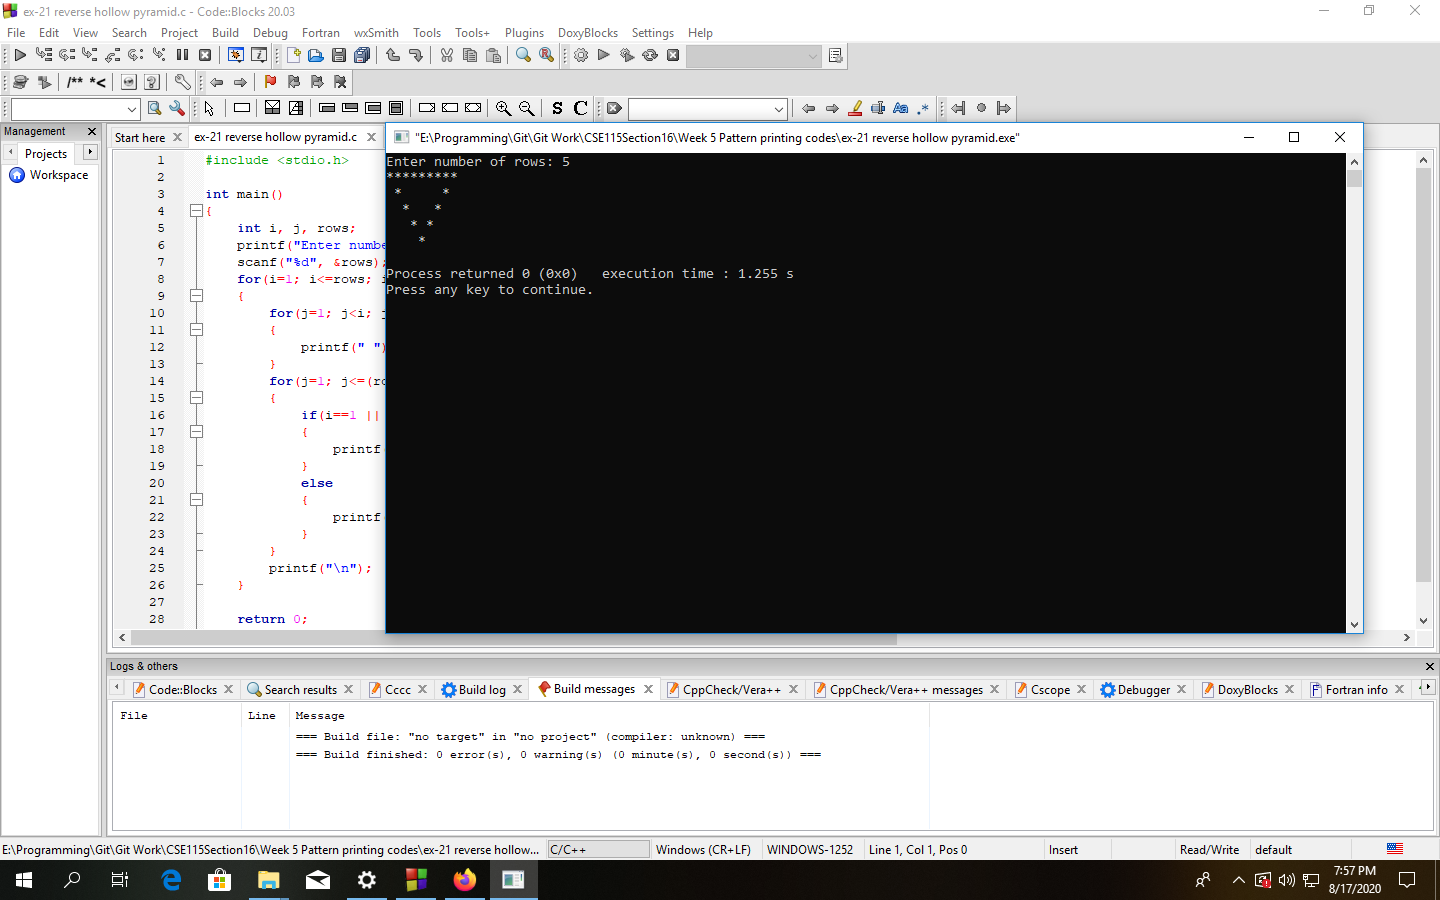 ex-21 reverse hollow pyramid.c - Code::Blocks 20.03
File Edit View Search Project Build Debug Fortran wxSmith Tools Tools+ Plugins DoxyBlocks Settings Help
/** *<
S C
Aa .*
Management
Projects
Workspace
Start here
ex-21 reverse hollow pyramid.c
1 #include <stdio.h>
2
3 int main()
4 {
5 int i, j, rows;
6 printf("Enter numbe
7 scanf("%d", &rows);
8 for(i=1; i<=rows; i
9 {
10 for(j=1; j<i; j
11 {
12 printf(" ")
13 }
14 for(j=1; j<=(ro
15 {
16 if(i==1 ||
17 {
18 printf
19 }
20 else
21 {
22 printf
23 }
24 }
25 printf("\n");
26 }
27
28 return 0;
"E:\Programming\Git\Git Work\CSE115Section16\Week 5 Pattern printing codes\ex-21 reverse hollow pyramid.exe"
Enter number of rows: 5
*********
 *     *
  *   *
   * *
    *
Process returned 0 (0x0)   execution time : 1.255 s
Press any key to continue.
Logs & others
Code::Blocks Search results Cccc Build log Build messages CppCheck/Vera++ CppCheck/Vera++ messages Cscope Debugger DoxyBlocks Fortran info
File Line Message
=== Build file: "no target" in "no project" (compiler: unknown) ===
=== Build finished: 0 error(s), 0 warning(s) (0 minute(s), 0 second(s)) ===
E:\Programming\Git\Git Work\CSE115Section16\Week 5 Pattern printing codes\ex-21 reverse hollow... C/C++ Windows (CR+LF) WINDOWS-1252 Line 1, Col 1, Pos 0 Insert Read/Write default
7:57 PM
8/17/2020